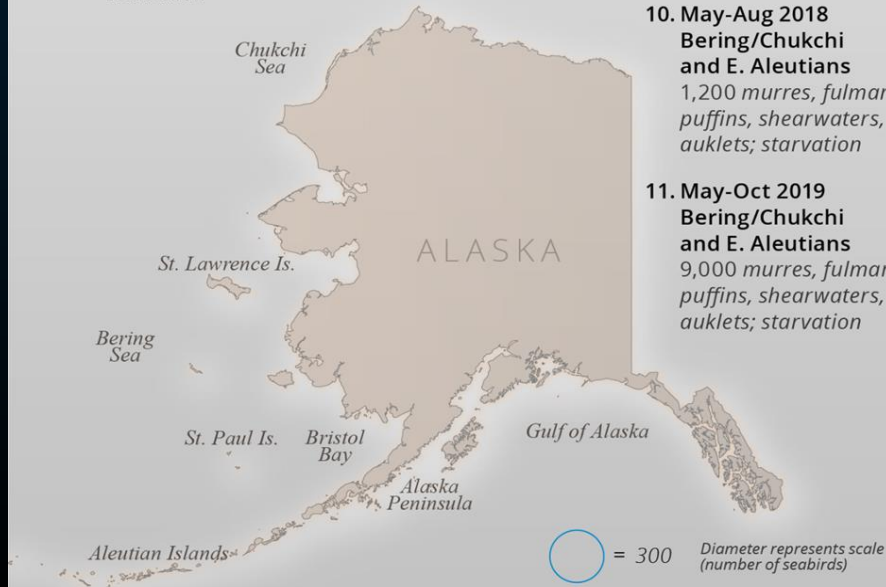 Chukchi
Sea
St. Lawrence Is.
ALASKA
Bering
Sea
St. Paul Is.
Bristol
Bay
Gulf of Alaska
Alaska
Peninsula
Aleutian Islands
= 300
Diameter represents scale
(number of seabirds)
10. May-Aug 2018
Bering/Chukchi
and E. Aleutians
1,200 murres, fulmar
puffins, shearwaters,
auklets; starvation
11. May-Oct 2019
Bering/Chukchi
and E. Aleutians
9,000 murres, fulmar
puffins, shearwaters,
auklets; starvation